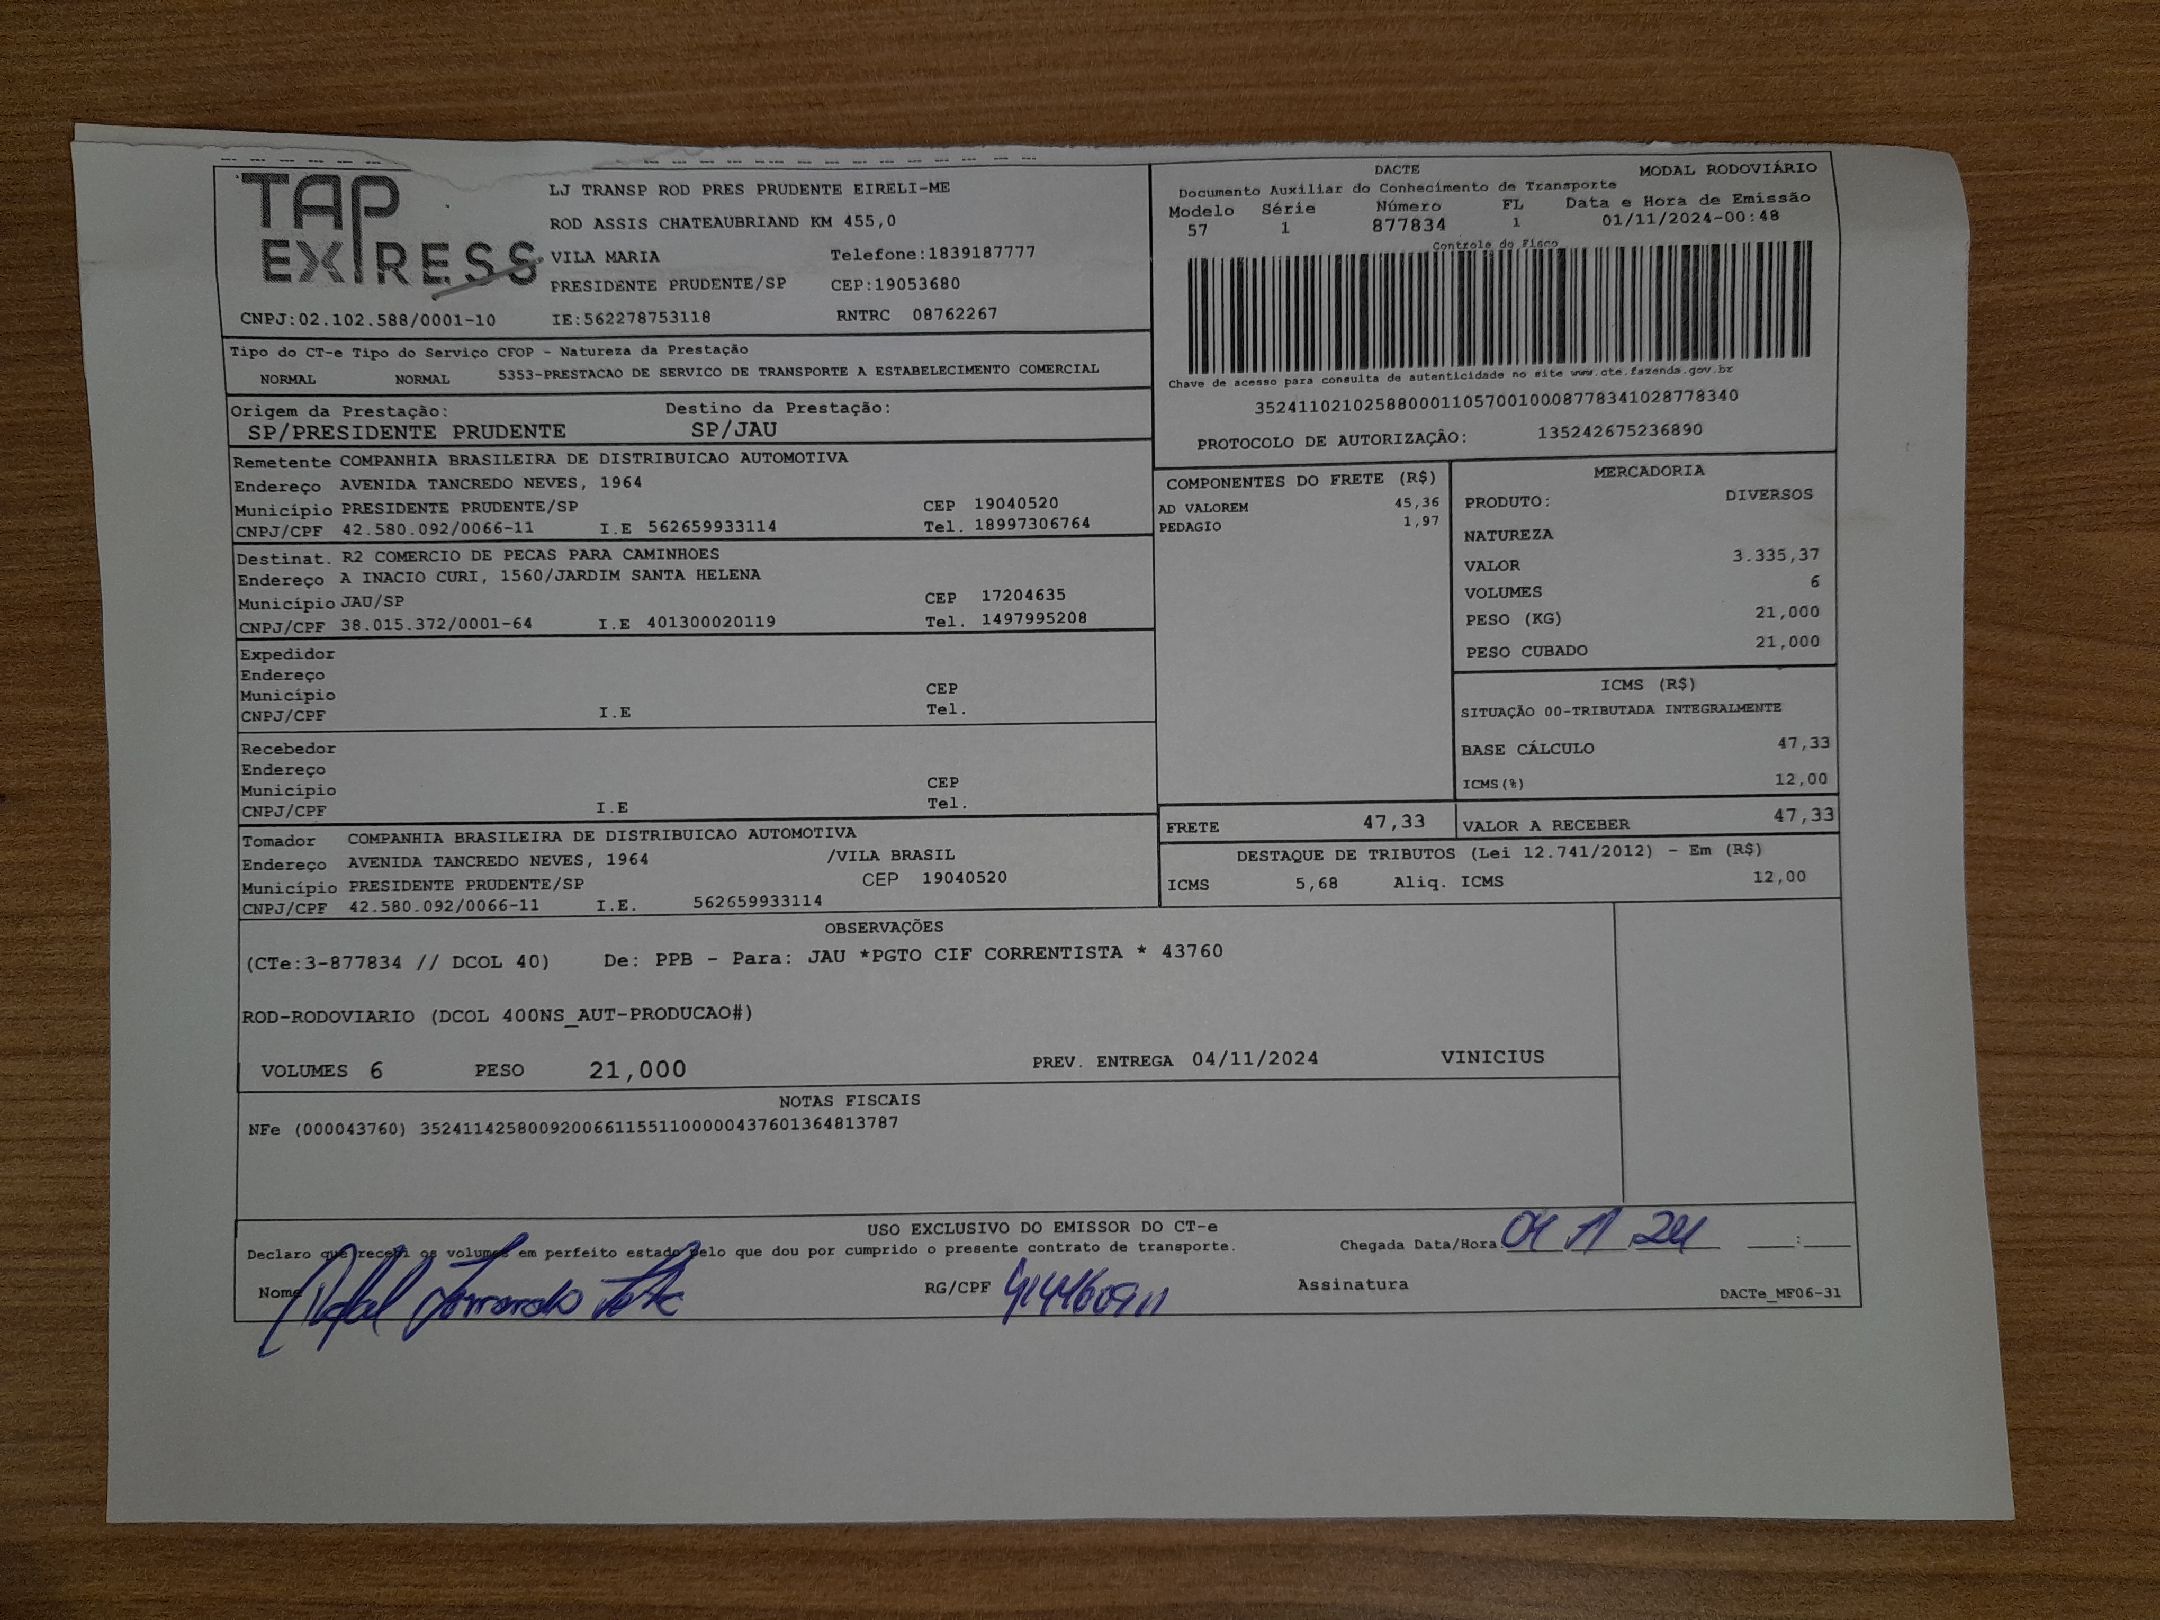 TAP
EXPRESS
LJ TRANSP ROD PRES PRUDENTE EIRELI-ME
ROD ASSIS CHATEAUBRIAND KM 455,0
VILA MARIA Telefone:1839187777
PRESIDENTE PRUDENTE/SP CEP:19053680
CNPJ:02.102.588/0001-10 IE:562278753118 RNTRC 08762267
DACTE MODAL RODOVIÁRIO
Documento Auxiliar do Conhecimento de Transporte
Modelo Série Número FL Data e Hora de Emissão
57 1 877834 1 01/11/2024-00:48
Controle do Fisco
Chave de acesso para consulta de autenticidade no site www.cte.fazenda.gov.br
35241102102588000110570010008778341028778340
PROTOCOLO DE AUTORIZAÇÃO: 135242675236890
Tipo do CT-e Tipo do Serviço CFOP - Natureza da Prestação
NORMAL NORMAL 5353-PRESTACAO DE SERVICO DE TRANSPORTE A ESTABELECIMENTO COMERCIAL
Origem da Prestação: Destino da Prestação:
SP/PRESIDENTE PRUDENTE SP/JAU
Remetente COMPANHIA BRASILEIRA DE DISTRIBUICAO AUTOMOTIVA
Endereço AVENIDA TANCREDO NEVES, 1964
Município PRESIDENTE PRUDENTE/SP CEP 19040520
CNPJ/CPF 42.580.092/0066-11 I.E 562659933114 Tel. 18997306764
Destinat. R2 COMERCIO DE PECAS PARA CAMINHOES
Endereço A INACIO CURI, 1560/JARDIM SANTA HELENA
Município JAU/SP CEP 17204635
CNPJ/CPF 38.015.372/0001-64 I.E 401300020119 Tel. 1497995208
Expedidor
Endereço
Município CEP
CNPJ/CPF I.E Tel.
Recebedor
Endereço
Município CEP
CNPJ/CPF I.E Tel.
Tomador COMPANHIA BRASILEIRA DE DISTRIBUICAO AUTOMOTIVA
Endereço AVENIDA TANCREDO NEVES, 1964 /VILA BRASIL
Município PRESIDENTE PRUDENTE/SP CEP 19040520
CNPJ/CPF 42.580.092/0066-11 I.E. 562659933114
COMPONENTES DO FRETE (R$)
AD VALOREM 45,36
PEDAGIO 1,97
MERCADORIA
PRODUTO: DIVERSOS
NATUREZA
VALOR 3.335,37
VOLUMES 6
PESO (KG) 21,000
PESO CUBADO 21,000
ICMS (R$)
SITUAÇÃO 00-TRIBUTADA INTEGRALMENTE
BASE CÁLCULO 47,33
ICMS(%) 12,00
FRETE 47,33 VALOR A RECEBER 47,33
DESTAQUE DE TRIBUTOS (Lei 12.741/2012) - Em (R$)
ICMS 5,68 Aliq. ICMS 12,00
OBSERVAÇÕES
(CTe:3-877834 // DCOL 40) De: PPB - Para: JAU *PGTO CIF CORRENTISTA * 43760
ROD-RODOVIARIO (DCOL 400NS_AUT-PRODUCAO#)
VOLUMES 6 PESO 21,000 PREV. ENTREGA 04/11/2024 VINICIUS
NOTAS FISCAIS
NFe (000043760) 35241142580092006611551100000437601364813787
USO EXCLUSIVO DO EMISSOR DO CT-e
Declaro que recebi os volumes em perfeito estado pelo que dou por cumprido o presente contrato de transporte.
Chegada Data/Hora: 04 11 24 :
Nome RG/CPF Assinatura
DACTe_MF06-31